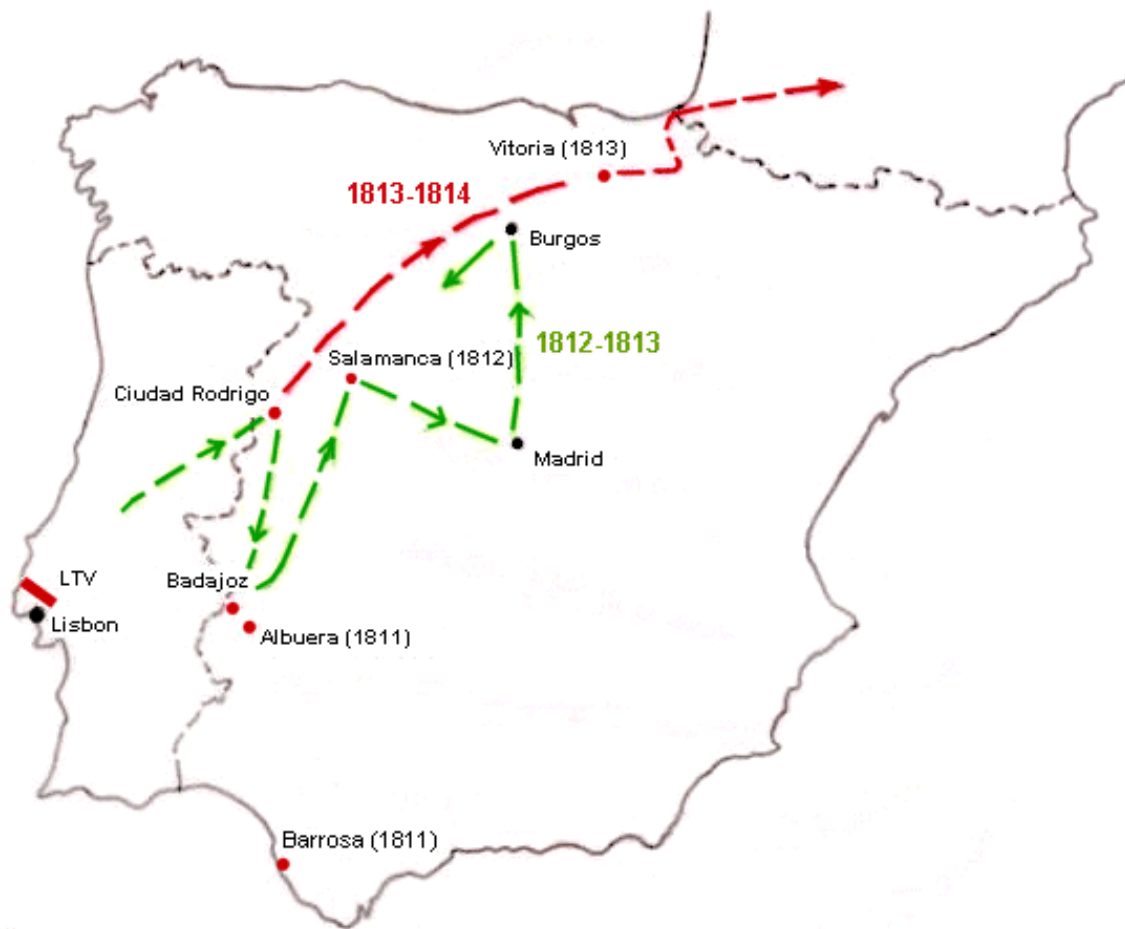 Vitoria (1813)
1813-1814
Burgos
1812-1813
Salamanca (1812)
Ciudad Rodrigo
Madrid
LTV
Badajoz
Lisbon
Albuera (1811)
Barrosa (1811)